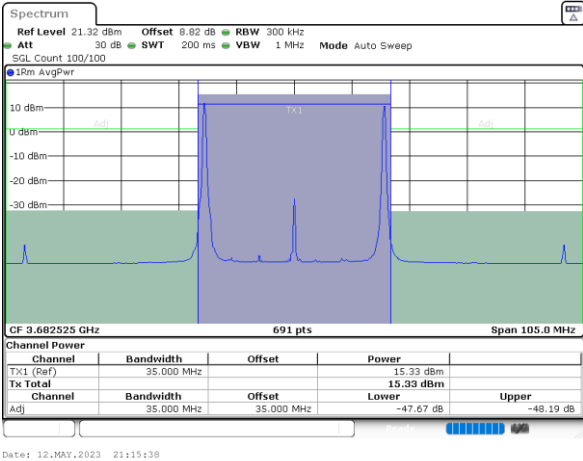 Spectrum
Ref Level 21.32 dBm Offset 8.82 dB RBW 300 kHz
Att 30 dB SWT 200 ms VBW 1 MHz Mode Auto Sweep
SGL Count 100/100
1Rm AvgPwr
10 dBm
TX1
Adj Adj
0 dBm
-10 dBm
-20 dBm
-30 dBm
CF 3.682525 GHz 691 pts Span 105.0 MHz
Channel Power
Channel Bandwidth Offset Power
TX1 (Ref) 35.000 MHz 15.33 dBm
Tx Total 15.33 dBm
Channel Bandwidth Offset Lower Upper
Adj 35.000 MHz 35.000 MHz -47.67 dB -48.19 dB
Ready
Date: 12.MAY.2023 21:15:38